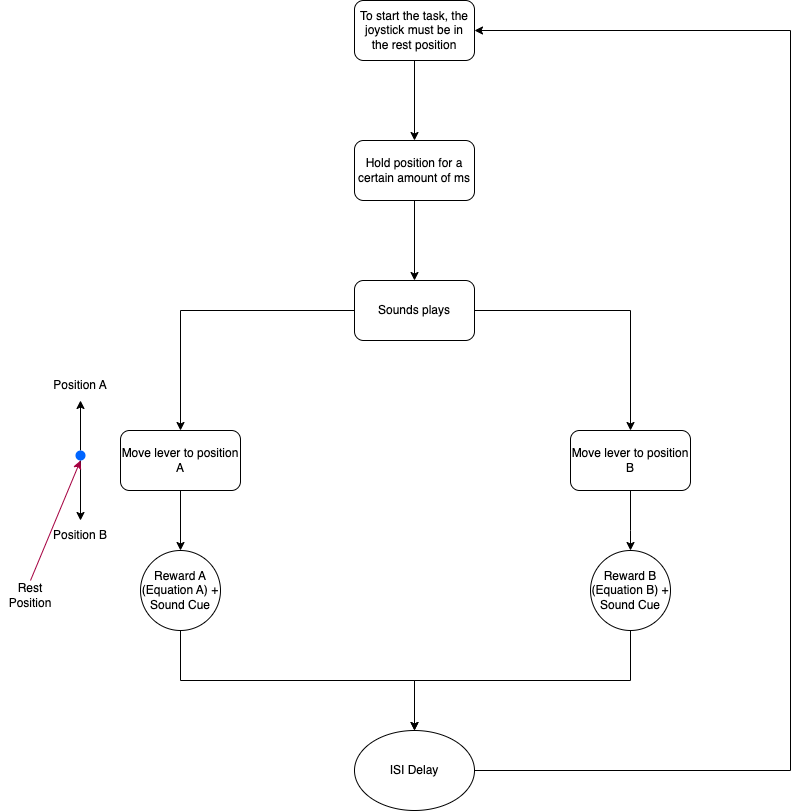 To start the task, the
joystick must be in
the rest position
Hold position for a
certain amount of ms
Sounds plays
Position A
Move lever to position
A
Move lever to position
B
Position B
Rest
Position
Reward A
(Equation A) +
Sound Cue
Reward B
(Equation B) +
Sound Cue
ISI Delay